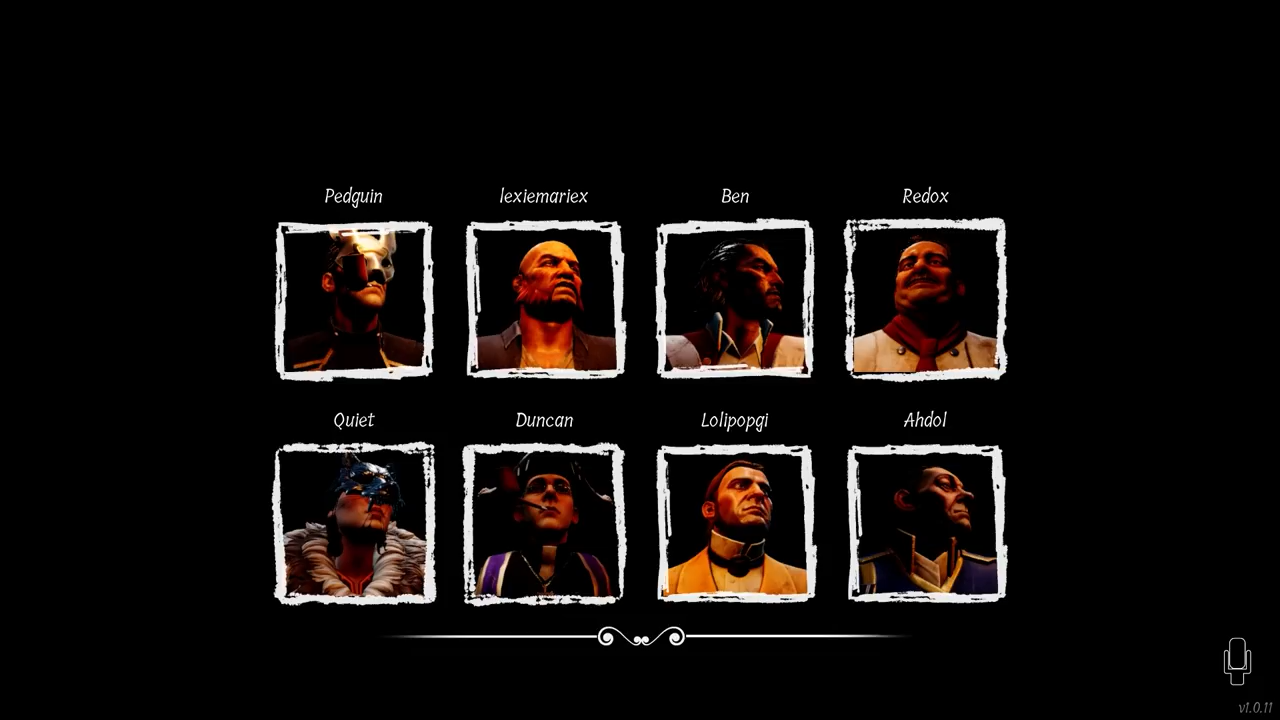 Pedguin lexiemariex Ben Redox
Quiet Duncan Lolipopgi Ahdol
v1.0.11